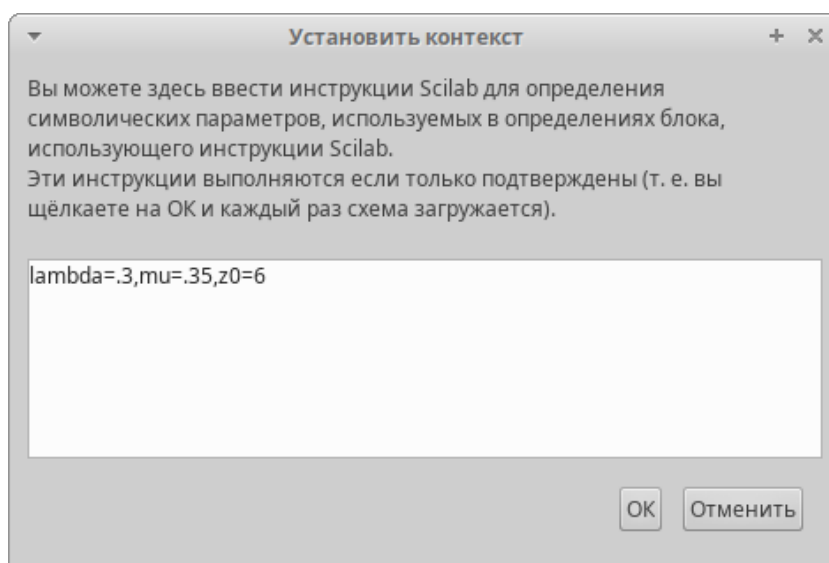 Установить контекст
Вы можете здесь ввести инструкции Scilab для определения
символических параметров, используемых в определениях блока,
использующего инструкции Scilab.
Эти инструкции выполняются если только подтверждены (т. е. вы
щёлкаете на ОК и каждый раз схема загружается).
lambda=.3,mu=.35,z0=6
ОК
Отменить